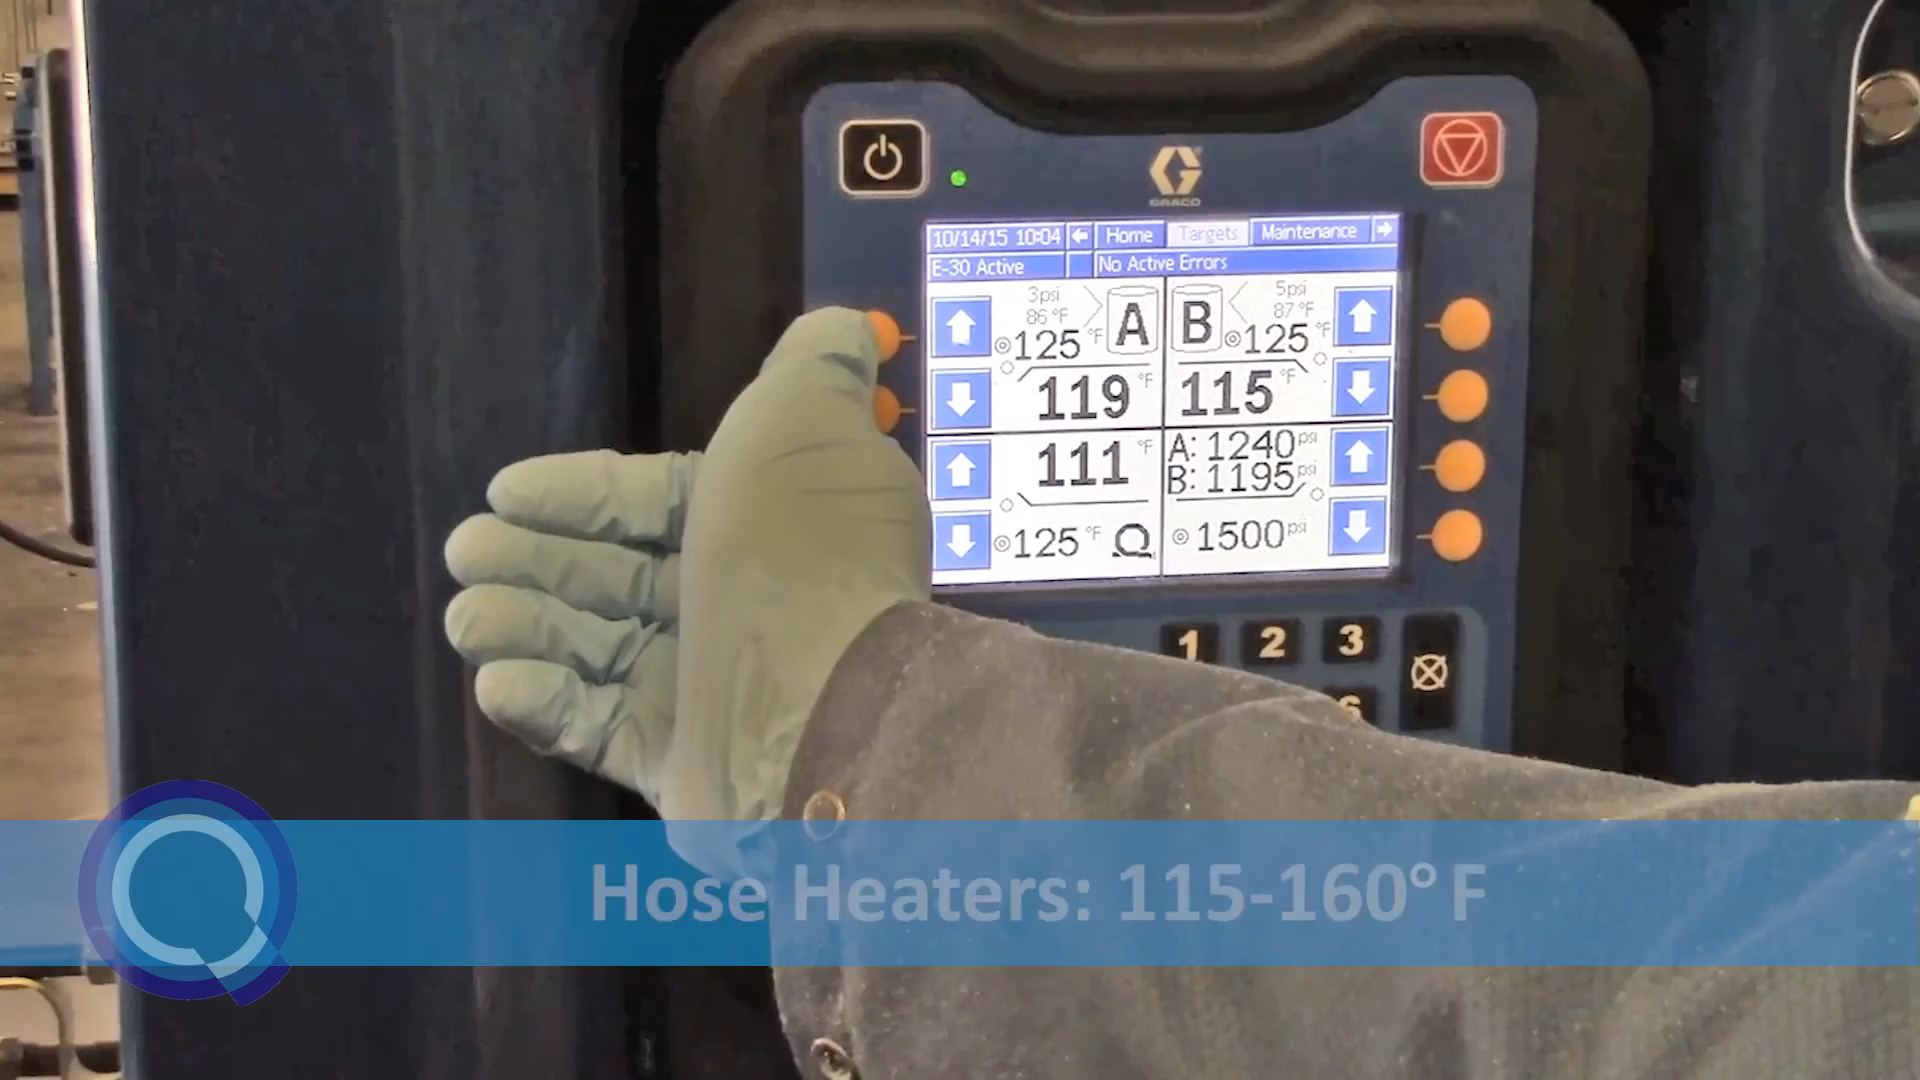 GRACO
10/14/15 10:04 Home Targets Maintenance
E-30 Active No Active Errors
3psi
86 °F
125 °F A
B 5psi
87 °F
125 °F
119 °F
115 °F
111 °F
A: 1240 psi
B: 1195 psi
125 °F
1500 psi
1 2 3
6
Hose Heaters: 115-160° F